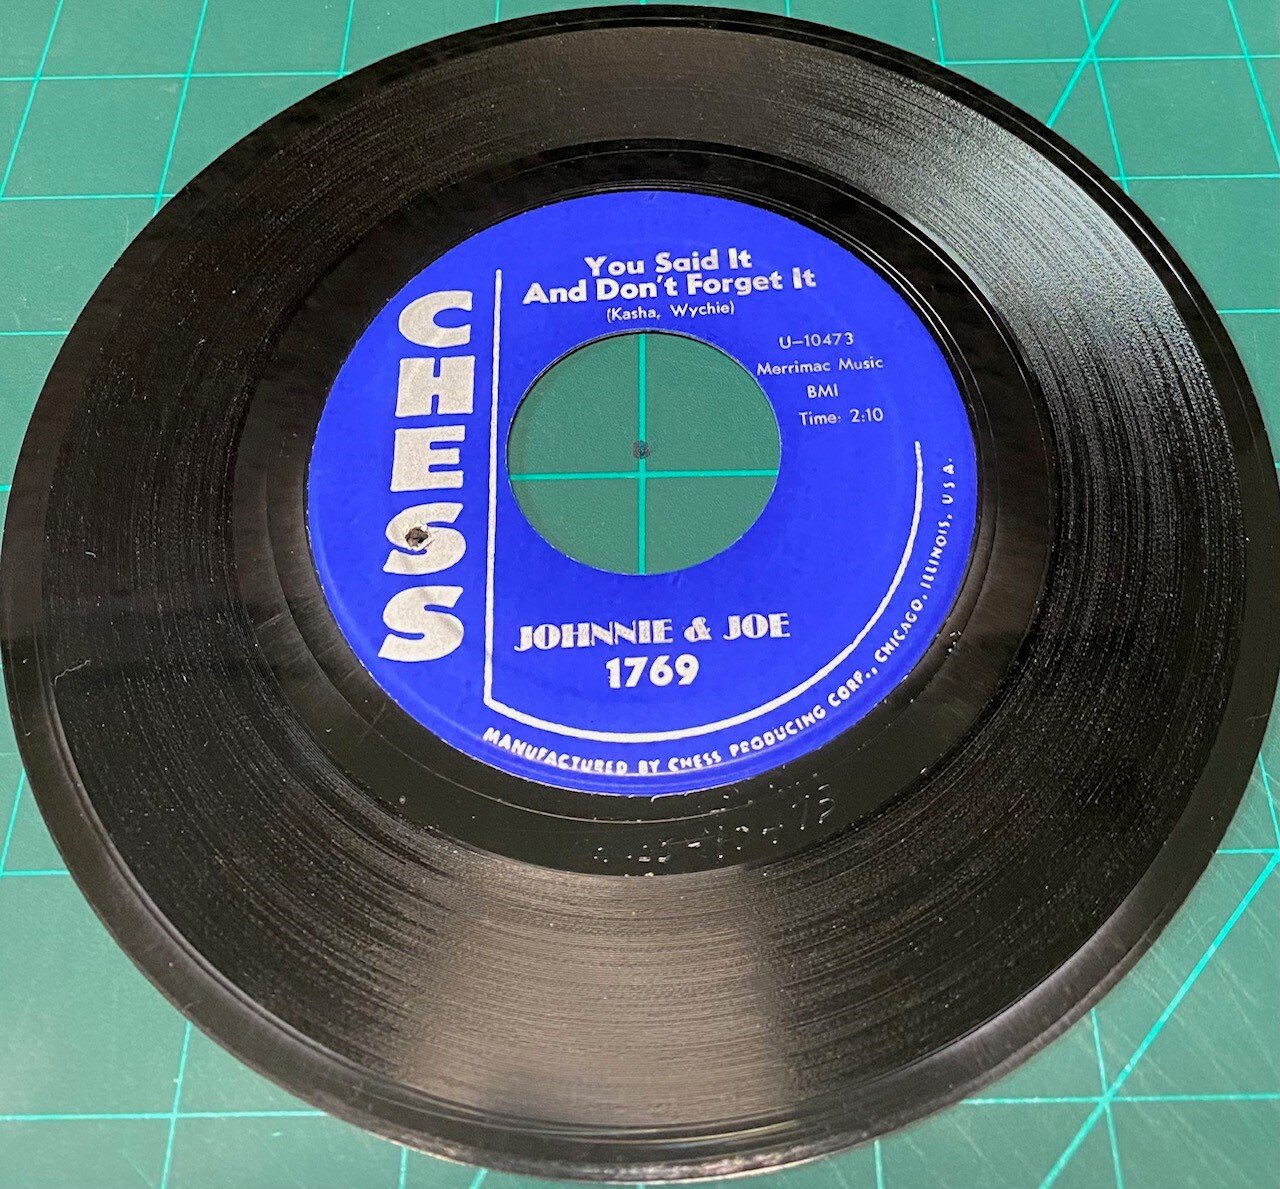 CHESS
You Said It
And Don't Forget It
(Kasha, Wychie)
U-10473
Merrimac Music
BMI
Time: 2:10
JOHNNIE & JOE
1769
MANUFACTURED BY CHESS PRODUCING CORP., CHICAGO, ILLINOIS, U.S.A.